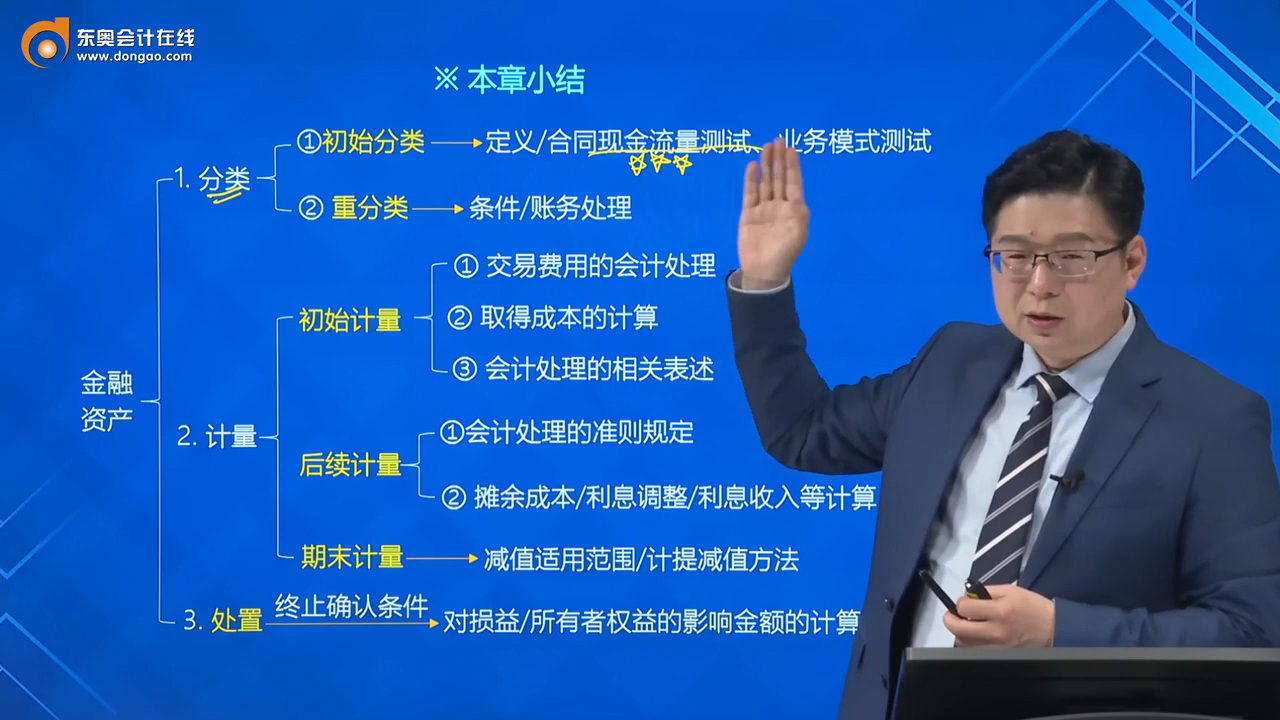 东奥会计在线
www.dongao.com
※ 本章小结
①初始分类 定义/合同现金流量测试、业务模式测试
1. 分类
② 重分类 条件/账务处理
① 交易费用的会计处理
初始计量 ② 取得成本的计算
③ 会计处理的相关表述
金融
资产
2. 计量
①会计处理的准则规定
后续计量
② 摊余成本/利息调整/利息收入等计算
期末计量 减值适用范围/计提减值方法
3. 处置 终止确认条件 对损益/所有者权益的影响金额的计算